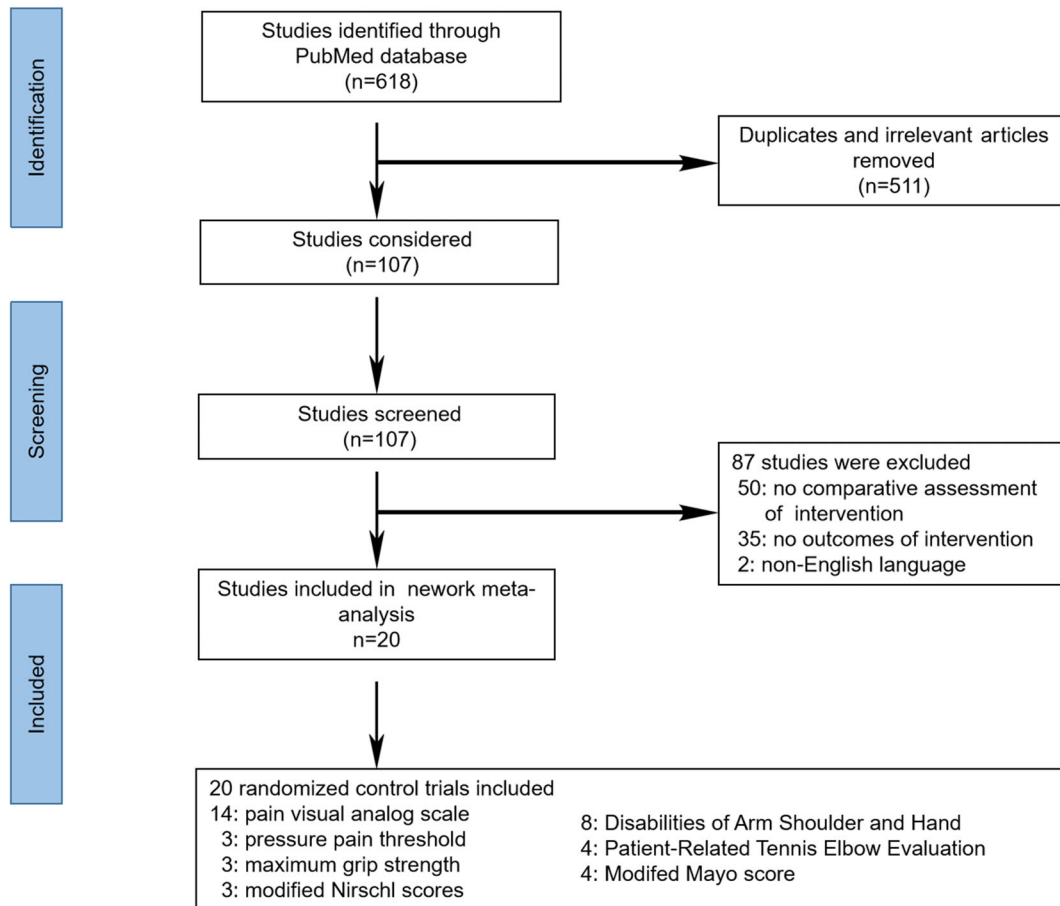 Identification
Studies identified through
PubMed database
(n=618)
Duplicates and irrelevant articles
removed
(n=511)
Studies considered
(n=107)
Screening
Studies screened
(n=107)
87 studies were excluded
50: no comparative assessment
of intervention
35: no outcomes of intervention
2: non-English language
Included
Studies included in nework meta-
analysis
n=20
20 randomized control trials included
14: pain visual analog scale
3: pressure pain threshold
3: maximum grip strength
3: modified Nirschl scores
8: Disabilities of Arm Shoulder and Hand
4: Patient-Related Tennis Elbow Evaluation
4: Modifed Mayo score